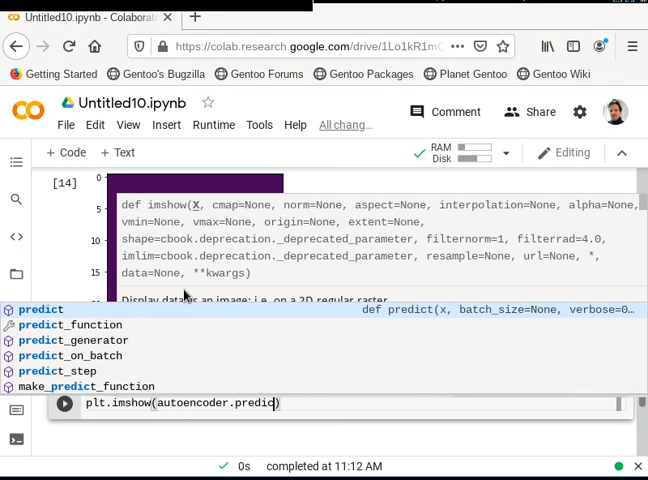 Untitled10.ipynb - Colaborat
https://colab.research.google.com/drive/1Lo1kR1m
Getting Started Gentoo's Bugzilla Gentoo Forums Gentoo Packages Planet Gentoo Gentoo Wiki
Untitled10.ipynb
Comment Share
File Edit View Insert Runtime Tools Help All chang...
+ Code + Text RAM Disk Editing
[14] 0
5
10
15
def imshow(X, cmap=None, norm=None, aspect=None, interpolation=None, alpha=None,
vmin=None, vmax=None, origin=None, extent=None,
shape=cbook.deprecation._deprecated_parameter, filternorm=1, filterrad=4.0,
imlim=cbook.deprecation._deprecated_parameter, resample=None, url=None, *,
data=None, **kwargs)
Display data as an image; i.e. on a 2D regular raster
predict def predict(x, batch_size=None, verbose=0…
predict_function
predict_generator
predict_on_batch
predict_step
make_predict_function
plt.imshow(autoencoder.predic)
0s completed at 11:12 AM